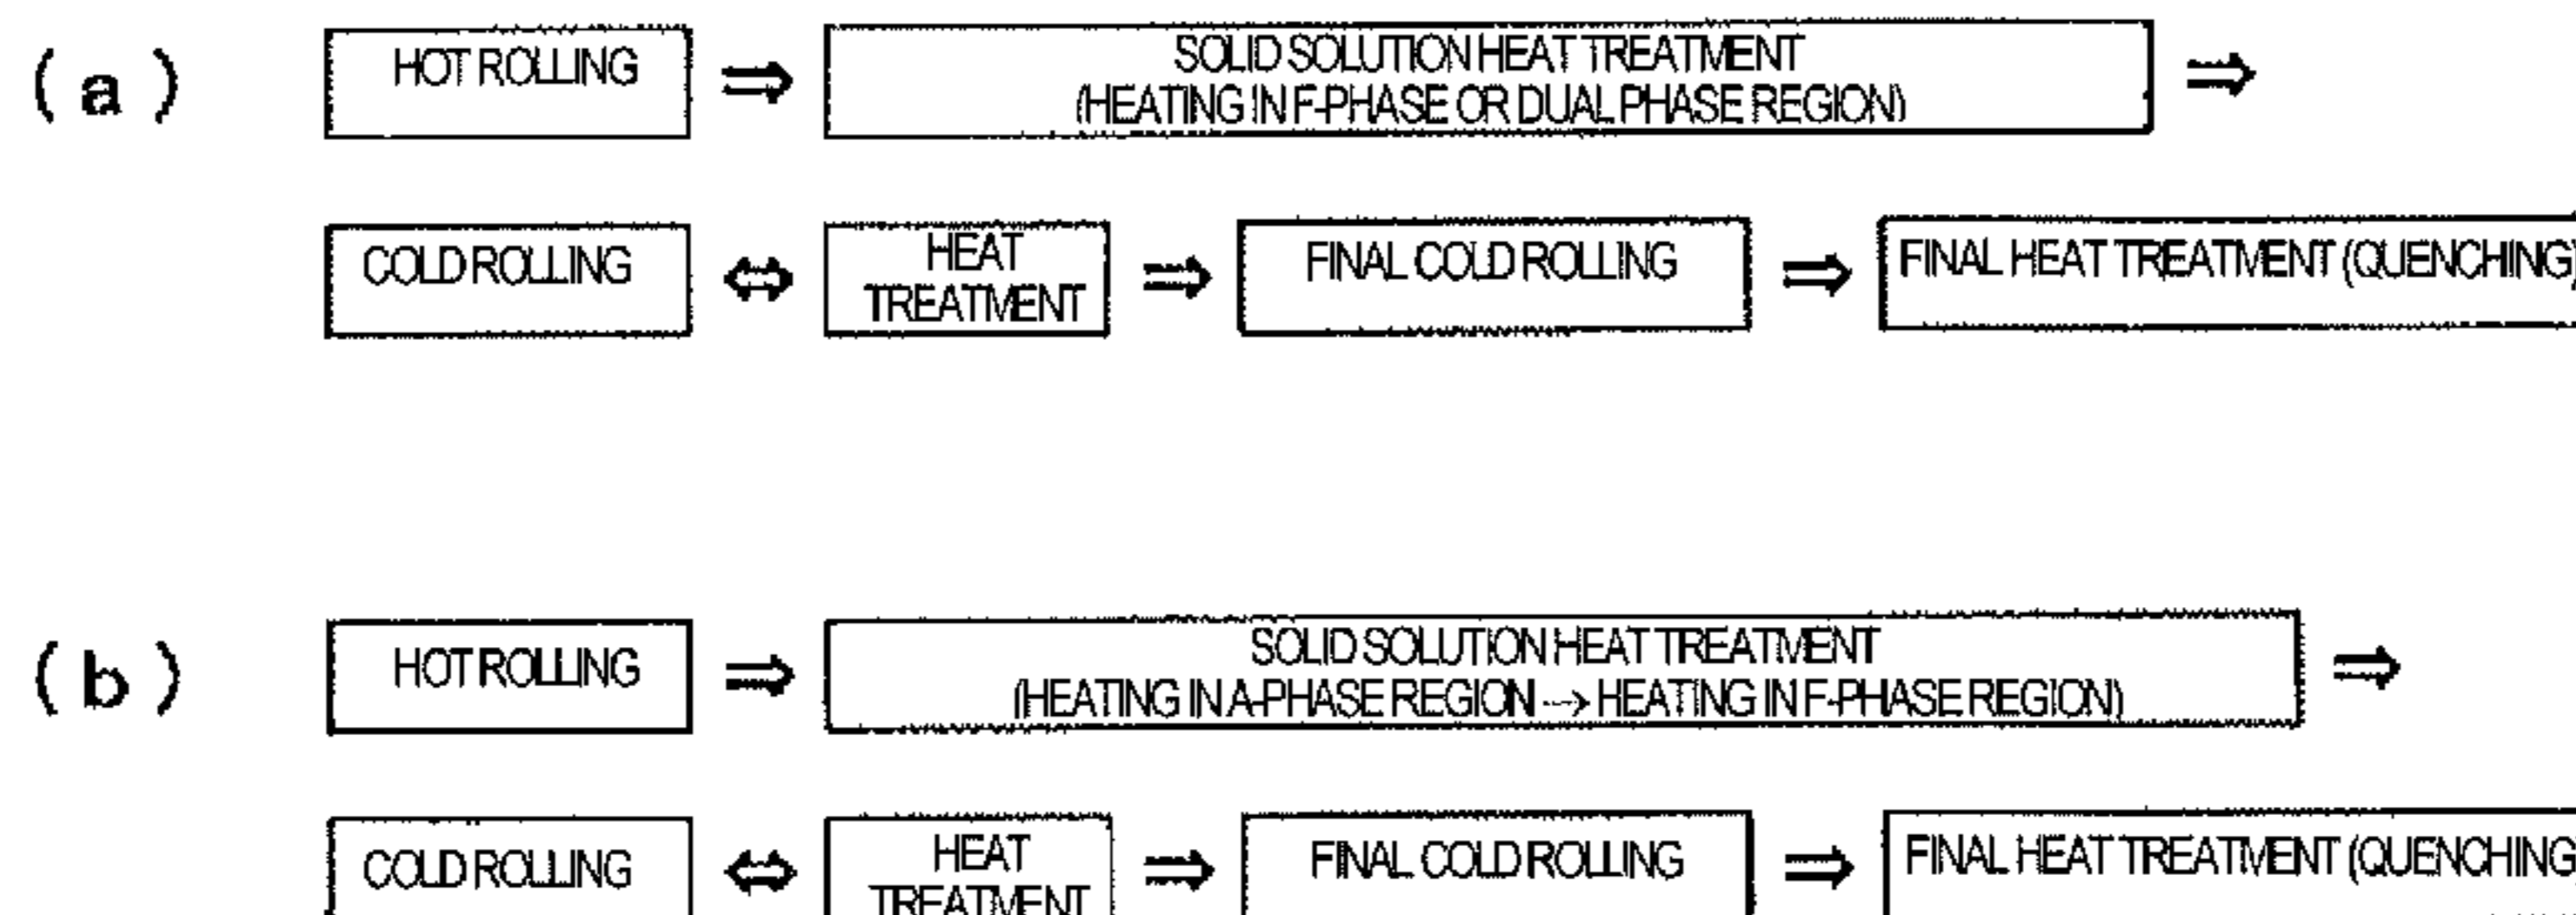 (a) HOT ROLLING ⇒ SOLID SOLUTION HEAT TREATMENT
(HEATING IN F-PHASE OR DUAL PHASE REGION) ⇒
COLD ROLLING ⇔ HEAT
TREATMENT ⇒ FINAL COLD ROLLING ⇒ FINAL HEAT TREATMENT (QUENCHING)
(b) HOT ROLLING ⇒ SOLID SOLUTION HEAT TREATMENT
(HEATING IN A-PHASE REGION --> HEATING IN F-PHASE REGION) ⇒
COLD ROLLING ⇔ HEAT
TREATMENT ⇒ FINAL COLD ROLLING ⇒ FINAL HEAT TREATMENT (QUENCHING